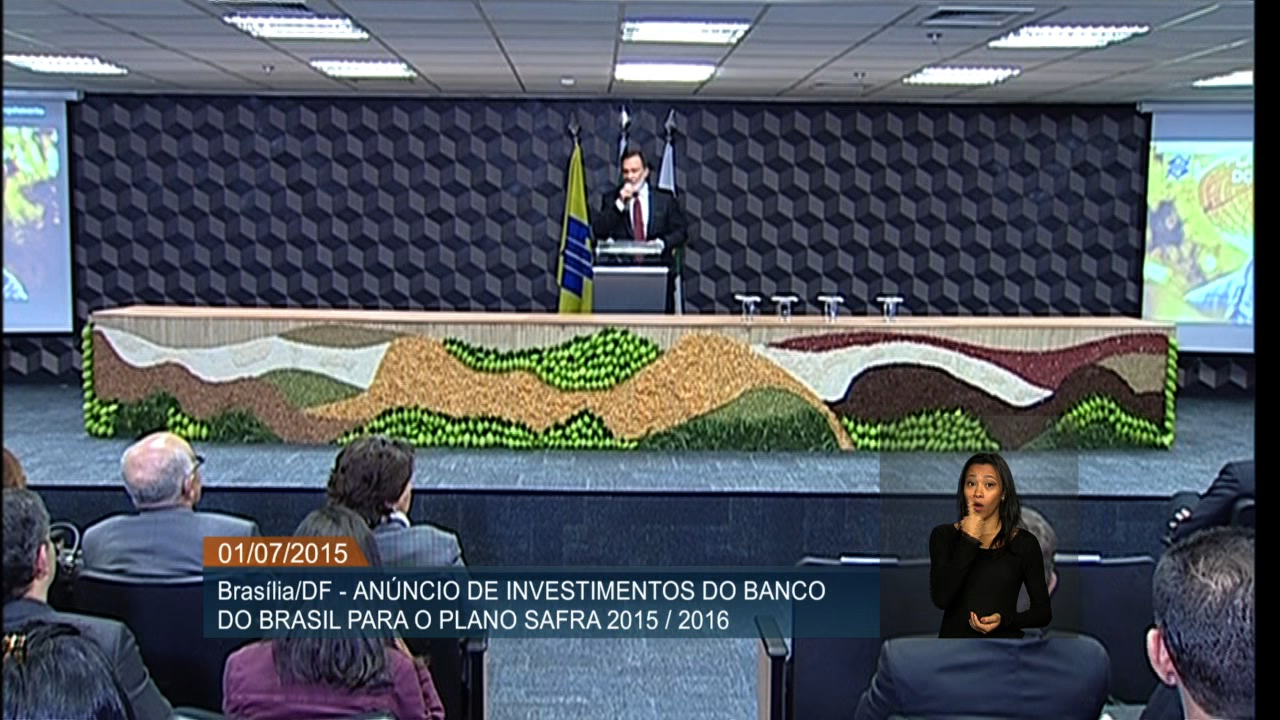 01/07/2015
Brasília/DF - ANÚNCIO DE INVESTIMENTOS DO BANCO
DO BRASIL PARA O PLANO SAFRA 2015 / 2016